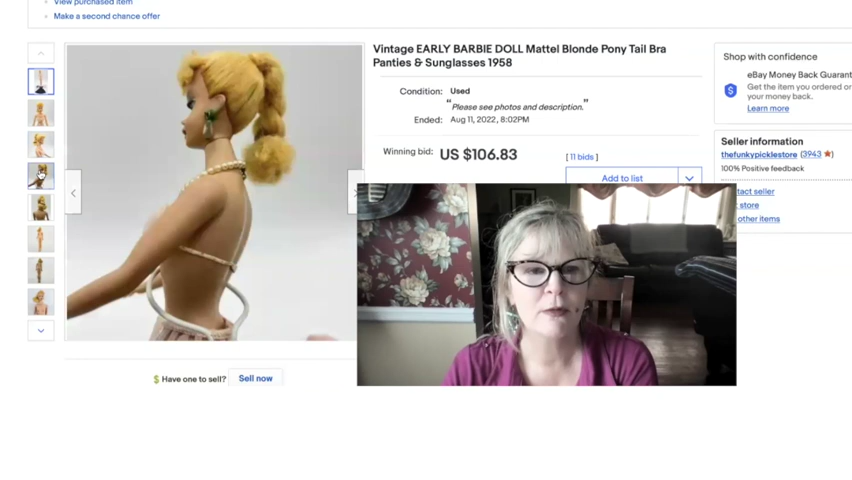 View purchased item
Make a second chance offer
Vintage EARLY BARBIE DOLL Mattel Blonde Pony Tail Bra
Panties & Sunglasses 1958
Condition: Used
“Please see photos and description.”
Ended: Aug 11, 2022, 8:02PM
Winning bid: US $106.83 [ 11 bids ]
Add to list
Shop with confidence
eBay Money Back Guarant
Get the item you ordered or
your money back.
Learn more
Seller information
thefunkypicklestore (3943 )
100% Positive feedback
tact seller
store
other items
$ Have one to sell? Sell now